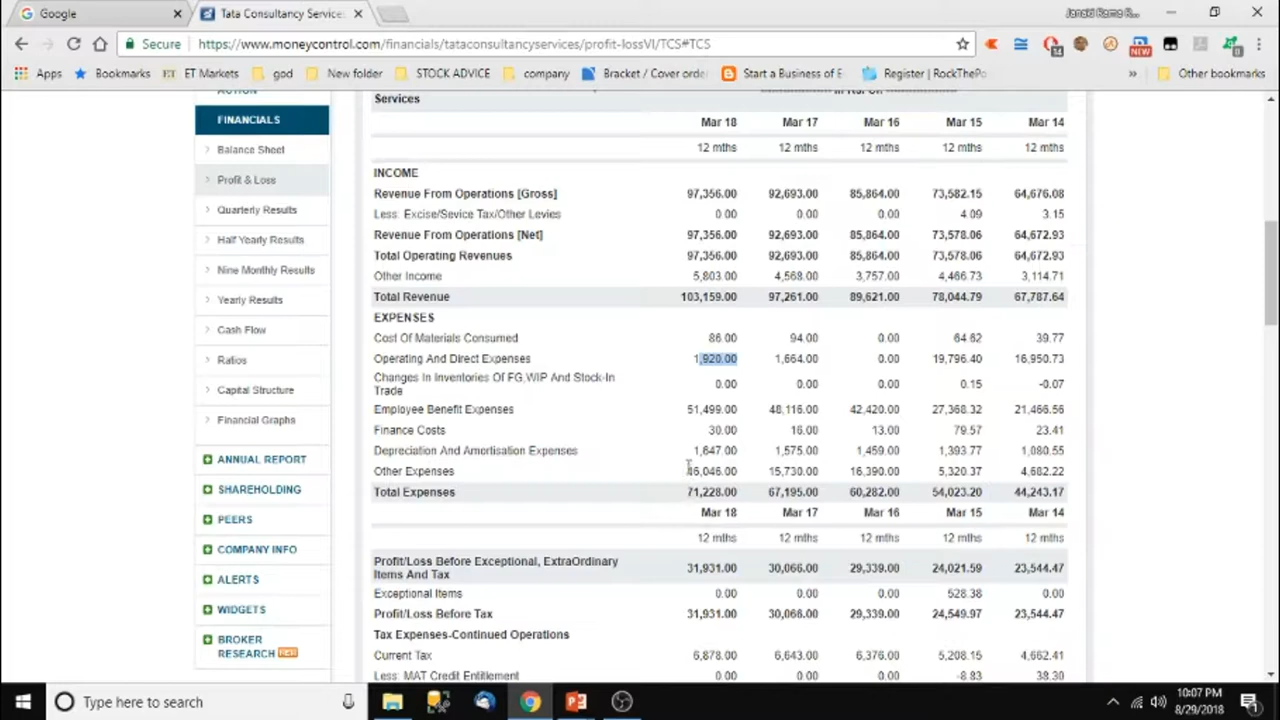 Google
Tata Consultancy Service
Secure
https://www.moneycontrol.com/financials/tataconsultancyservices/profit-lossVI/TCS#TCS
14
NEW
0
Apps
Bookmarks
ET ET Markets
god
New folder
STOCK ADVICE
company
Bracket / Cover order
Start a Business of E
Register | RockThePo
»
Other bookmarks
ACTION
FINANCIALS
Balance Sheet
Profit & Loss
Quarterly Results
Half Yearly Results
Nine Monthly Results
Yearly Results
Cash Flow
Ratios
Capital Structure
Financial Graphs
ANNUAL REPORT
SHAREHOLDING
PEERS
COMPANY INFO
ALERTS
WIDGETS
BROKER
RESEARCH
Services
Mar 18 Mar 17 Mar 16 Mar 15 Mar 14
12 mths 12 mths 12 mths 12 mths 12 mths
INCOME
Revenue From Operations [Gross] 97,356.00 92,693.00 85,864.00 73,582.15 64,676.08
Less: Excise/Sevice Tax/Other Levies 0.00 0.00 0.00 4.09 3.15
Revenue From Operations [Net] 97,356.00 92,693.00 85,864.00 73,578.06 64,672.93
Total Operating Revenues 97,356.00 92,693.00 85,864.00 73,578.06 64,672.93
Other Income 5,803.00 4,568.00 3,757.00 4,466.73 3,114.71
Total Revenue 103,159.00 97,261.00 89,621.00 78,044.79 67,787.64
EXPENSES
Cost Of Materials Consumed 86.00 94.00 0.00 64.62 39.77
Operating And Direct Expenses 1,920.00 1,664.00 0.00 19,796.40 16,950.73
Changes In Inventories Of FG,WIP And Stock-In
Trade 0.00 0.00 0.00 0.15 -0.07
Employee Benefit Expenses 51,499.00 48,116.00 42,420.00 27,368.32 21,466.56
Finance Costs 30.00 16.00 13.00 79.57 23.41
Depreciation And Amortisation Expenses 1,647.00 1,575.00 1,459.00 1,393.77 1,080.55
Other Expenses 16,046.00 15,730.00 16,390.00 5,320.37 4,682.22
Total Expenses 71,228.00 67,195.00 60,282.00 54,023.20 44,243.17
Mar 18 Mar 17 Mar 16 Mar 15 Mar 14
12 mths 12 mths 12 mths 12 mths 12 mths
Profit/Loss Before Exceptional, ExtraOrdinary
Items And Tax 31,931.00 30,066.00 29,339.00 24,021.59 23,544.47
Exceptional Items 0.00 0.00 0.00 528.38 0.00
Profit/Loss Before Tax 31,931.00 30,066.00 29,339.00 24,549.97 23,544.47
Tax Expenses-Continued Operations
Current Tax 6,878.00 6,643.00 6,376.00 5,208.15 4,662.41
Less: MAT Credit Entitlement 0.00 0.00 0.00 -8.83 38.30
Type here to search
10:07 PM
8/29/2018
1